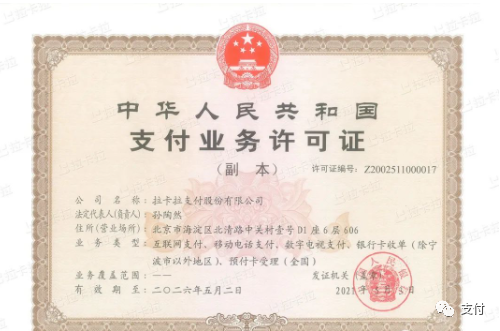 中华人民共和国
支付业务许可证
(副 本)
许可证编号: Z2002511000017
公 司 名 称: 拉卡拉支付股份有限公司
法定代表人(负责人) 孙陶然
住所(营业场所) 北京市海淀区北清路中关村壹号D1座6层606
业 务 类 型: 互联网支付、移动电话支付、数字电视支付、银行卡收单(除宁
波市以外地区)、预付卡受理(全国)
业务覆盖范围: ——
发证机关
有 效 期 至: 二〇二六年五月二日
支付